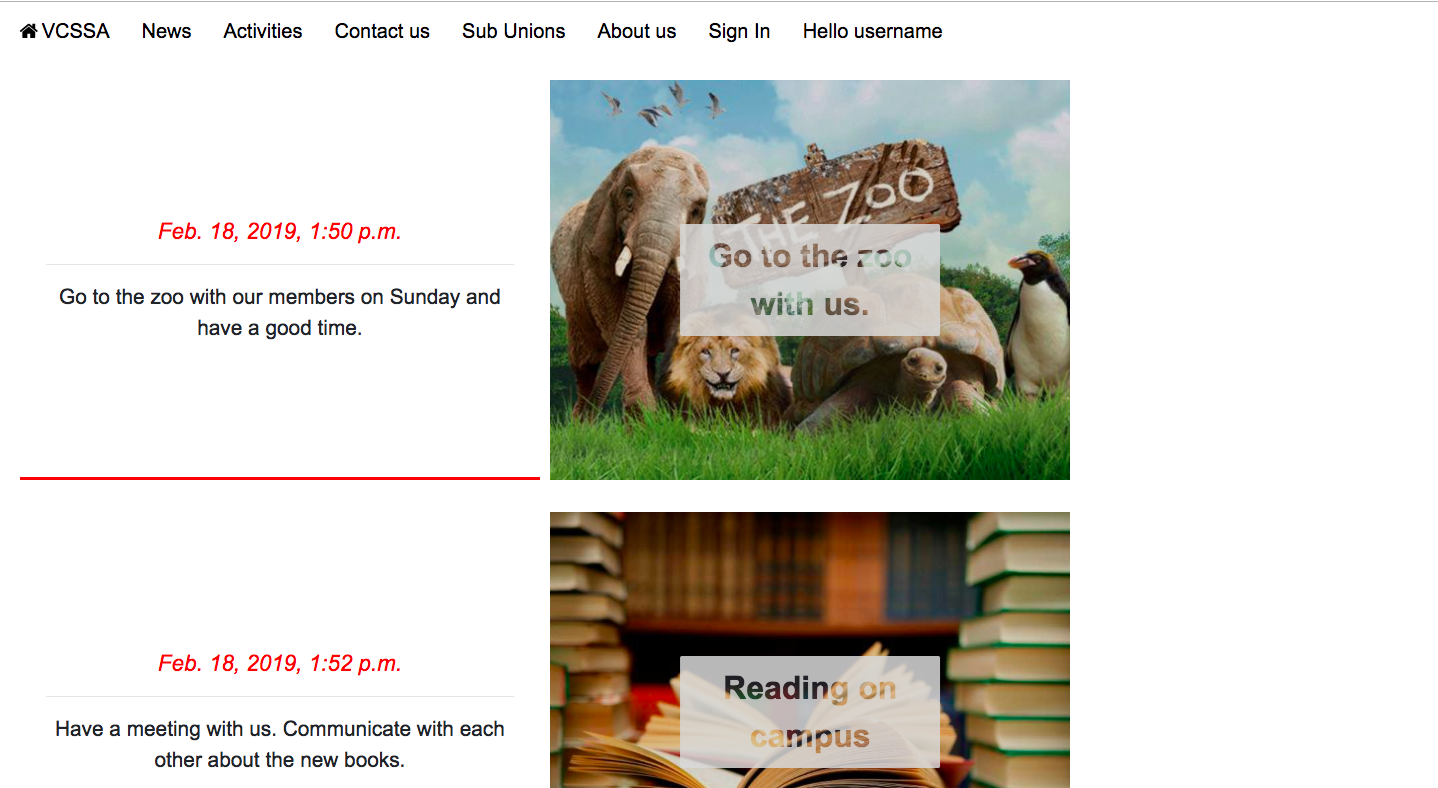 VCSSA News Activities Contact us Sub Unions About us Sign In Hello username
Feb. 18, 2019, 1:50 p.m.
Go to the zoo with our members on Sunday and
have a good time.
THE ZOO
Go to the zoo
with us.
Feb. 18, 2019, 1:52 p.m.
Have a meeting with us. Communicate with each
other about the new books.
Reading on
campus